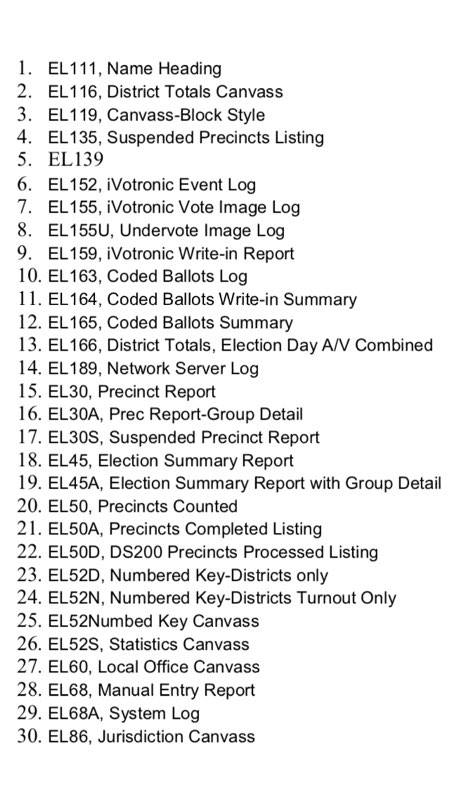 1. EL111, Name Heading
2. EL116, District Totals Canvass
3. EL119, Canvass-Block Style
4. EL135, Suspended Precincts Listing
5. EL139
6. EL152, iVotronic Event Log
7. EL155, iVotronic Vote Image Log
8. EL155U, Undervote Image Log
9. EL159, iVotronic Write-in Report
10. EL163, Coded Ballots Log
11. EL164, Coded Ballots Write-in Summary
12. EL165, Coded Ballots Summary
13. EL166, District Totals, Election Day A/V Combined
14. EL189, Network Server Log
15. EL30, Precinct Report
16. EL30A, Prec Report-Group Detail
17. EL30S, Suspended Precinct Report
18. EL45, Election Summary Report
19. EL45A, Election Summary Report with Group Detail
20. EL50, Precincts Counted
21. EL50A, Precincts Completed Listing
22. EL50D, DS200 Precincts Processed Listing
23. EL52D, Numbered Key-Districts only
24. EL52N, Numbered Key-Districts Turnout Only
25. EL52Numbed Key Canvass
26. EL52S, Statistics Canvass
27. EL60, Local Office Canvass
28. EL68, Manual Entry Report
29. EL68A, System Log
30. EL86, Jurisdiction Canvass